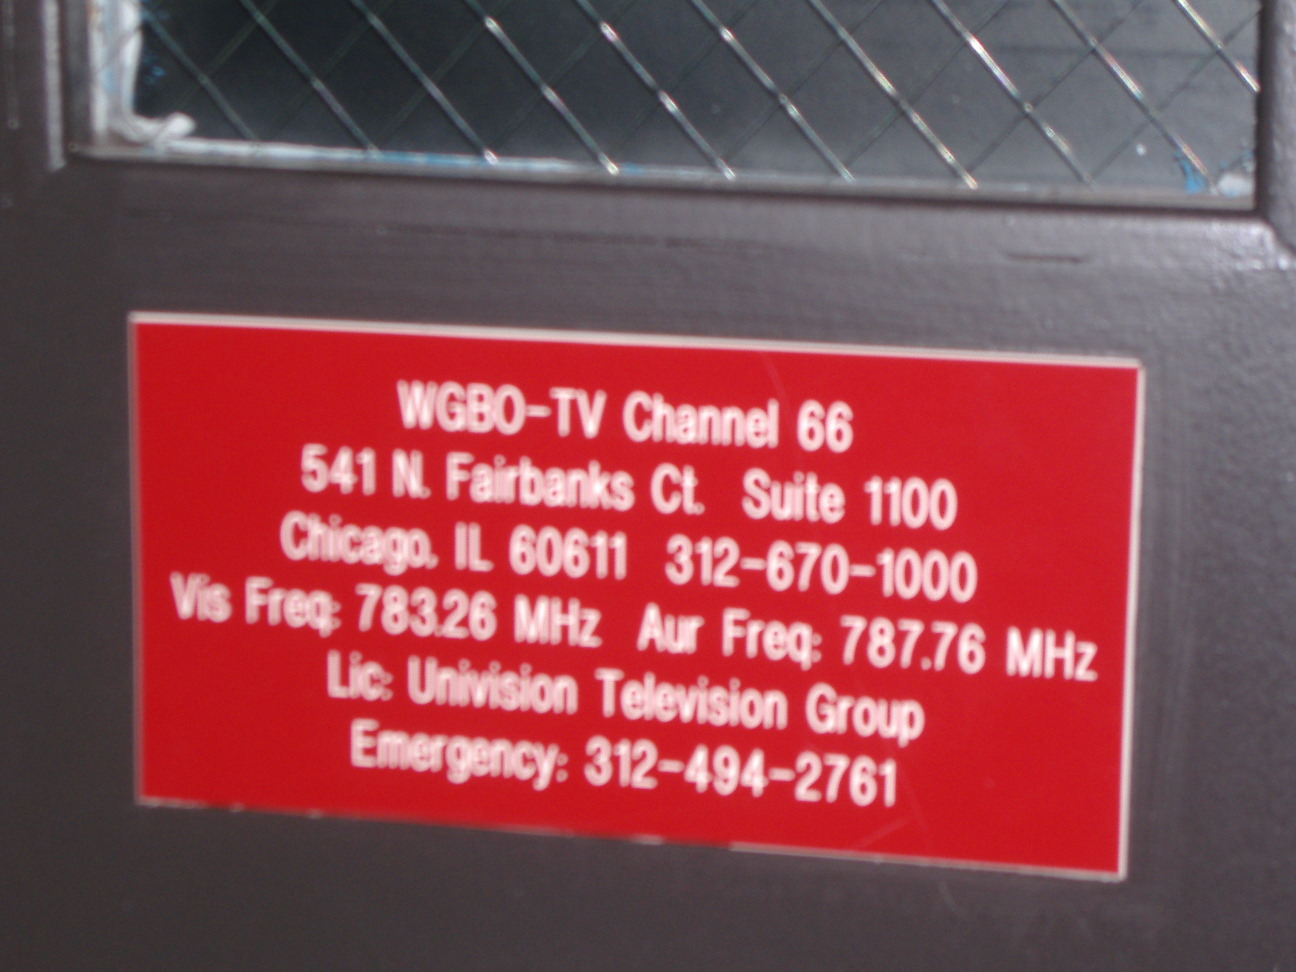 WGBO-TV Channel 66
541 N. Fairbanks Ct. Suite 1100
Chicago, IL 60611 312-670-1000
Vis Freq: 783.26 MHz Aur Freq: 787.76 MHz
Lic: Univision Television Group
Emergency: 312-494-2761